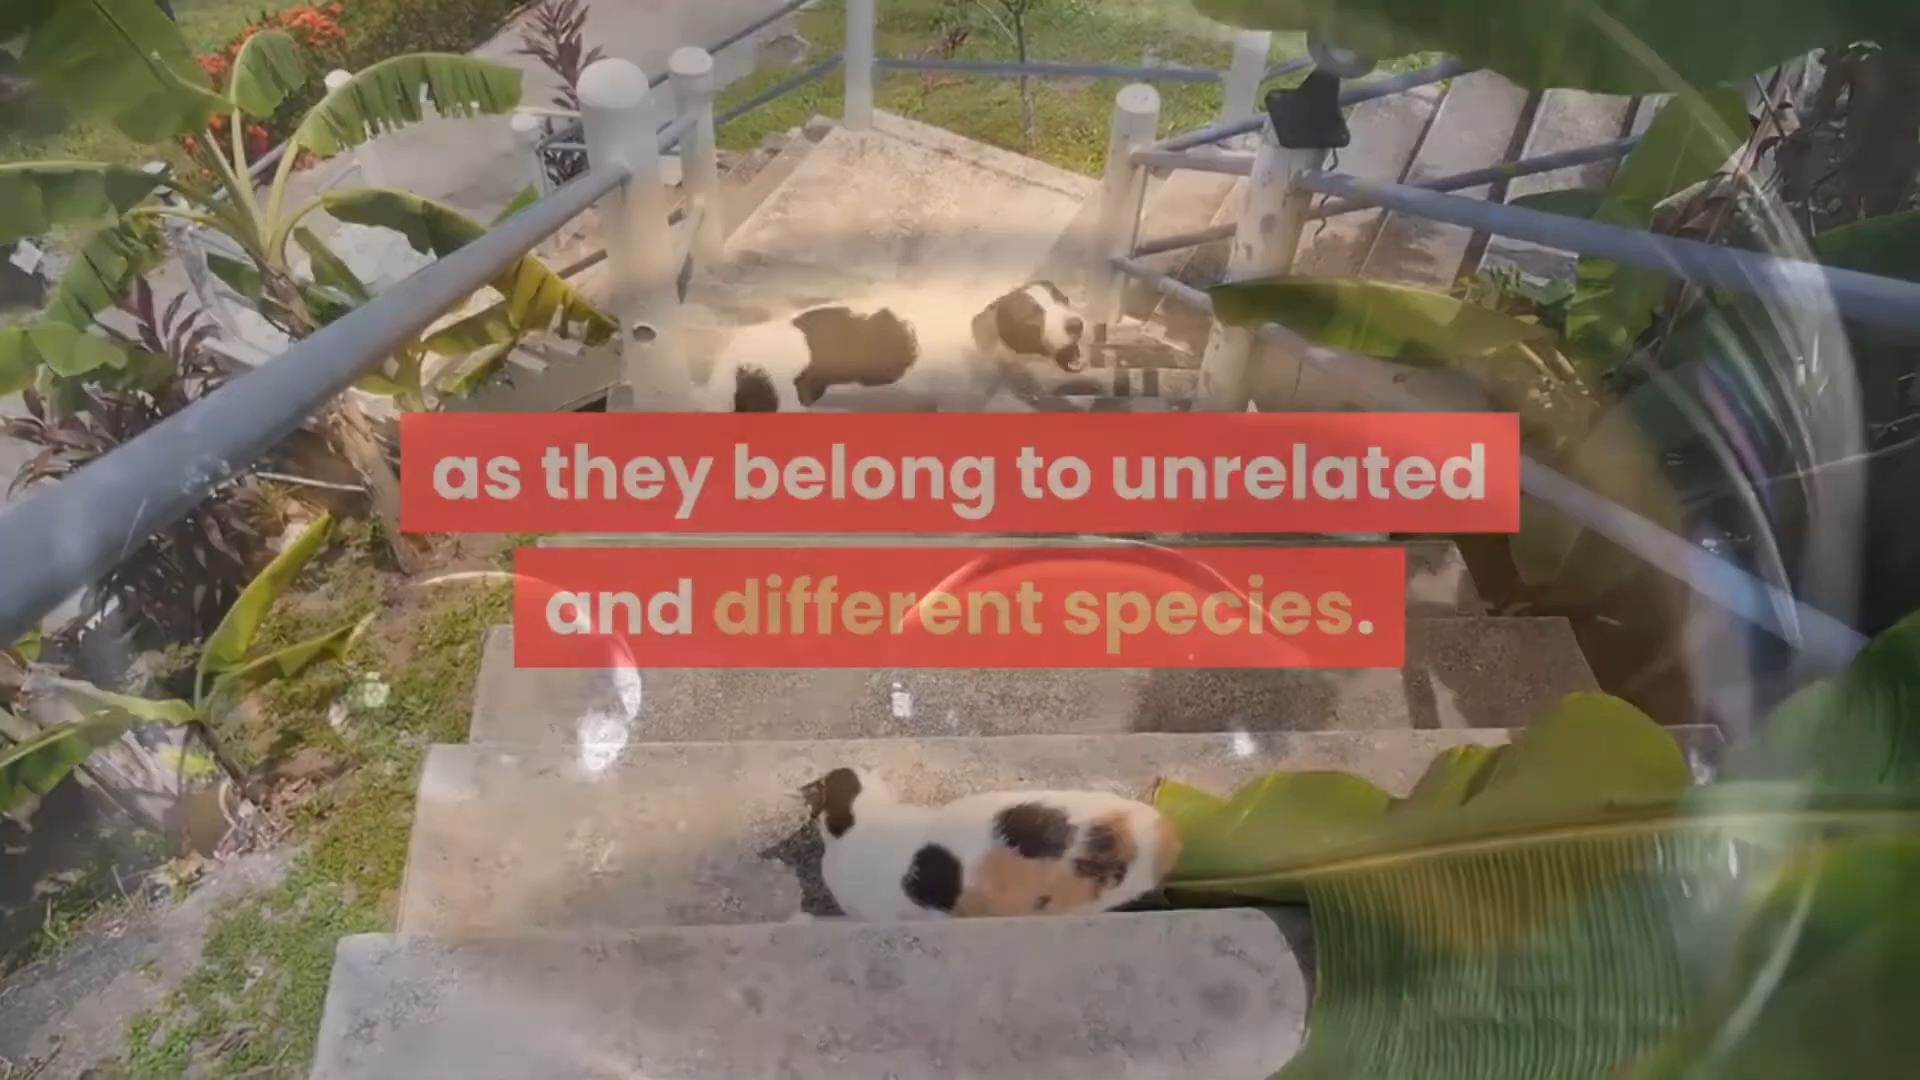 as they belong to unrelated
and different species.